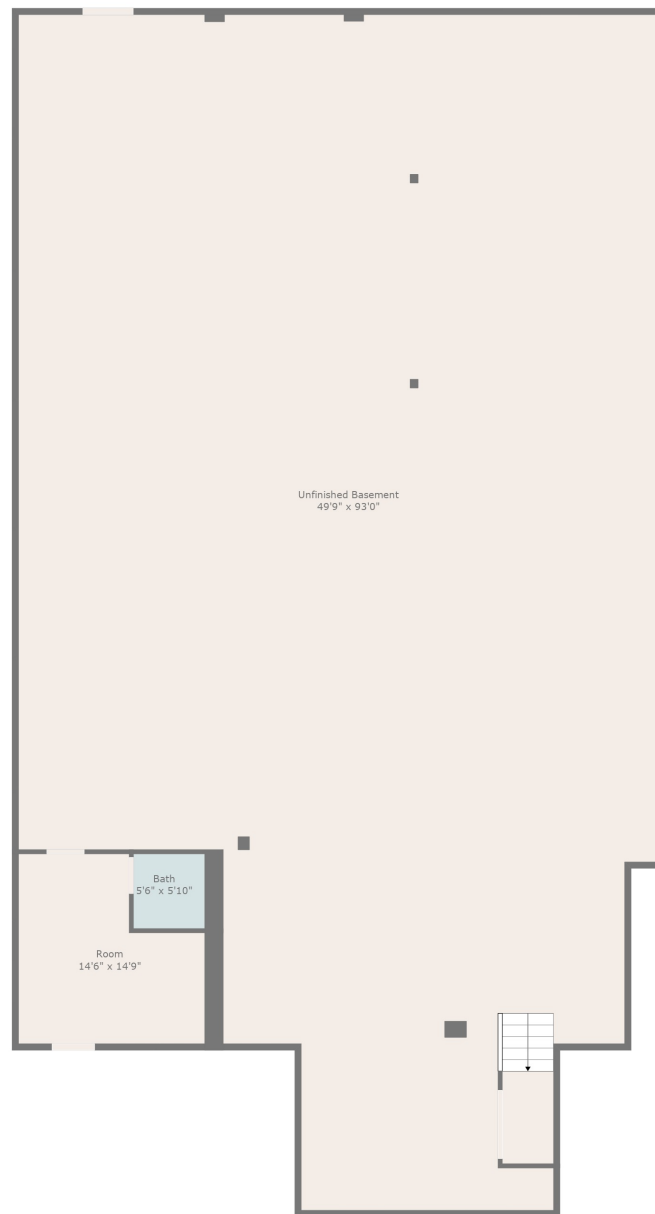 Unfinished Basement
49'9" x 93'0"
Bath
5'6" x 5'10"
Room
14'6" x 14'9"